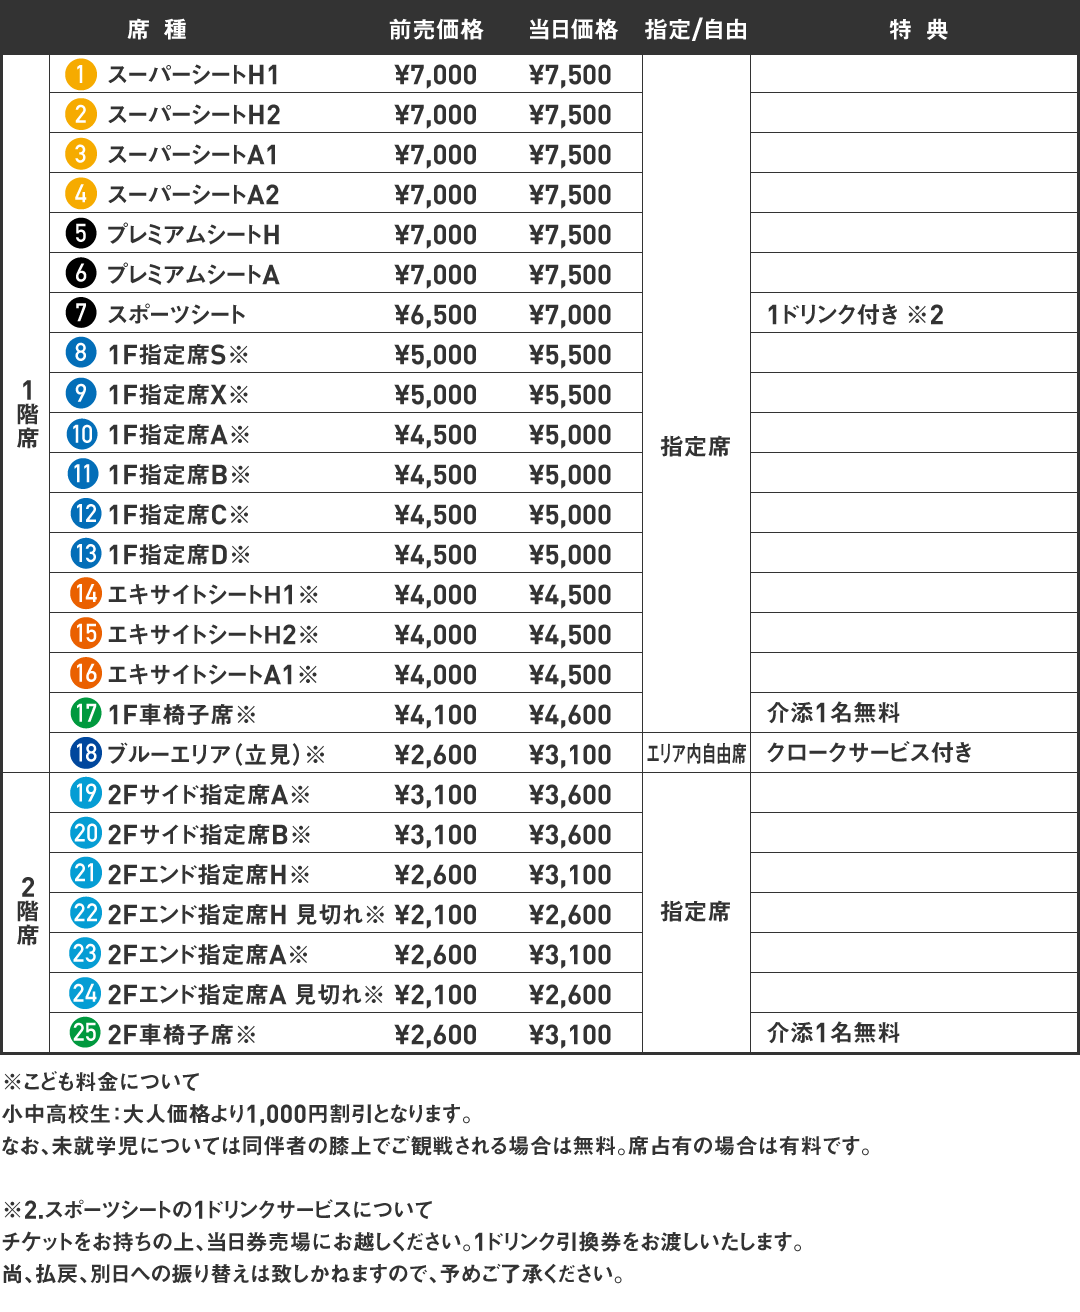 席 種 前売価格 当日価格 指定/自由 特 典
1階席
1 スーパーシートH1 ¥7,000 ¥7,500
2 スーパーシートH2 ¥7,000 ¥7,500
3 スーパーシートA1 ¥7,000 ¥7,500
4 スーパーシートA2 ¥7,000 ¥7,500
5 プレミアムシートH ¥7,000 ¥7,500
6 プレミアムシートA ¥7,000 ¥7,500
7 スポーツシート ¥6,500 ¥7,000 1ドリンク付き ※2
8 1F指定席S※ ¥5,000 ¥5,500
9 1F指定席X※ ¥5,000 ¥5,500
10 1F指定席A※ ¥4,500 ¥5,000
指定席
11 1F指定席B※ ¥4,500 ¥5,000
12 1F指定席C※ ¥4,500 ¥5,000
13 1F指定席D※ ¥4,500 ¥5,000
14 エキサイトシートH1※ ¥4,000 ¥4,500
15 エキサイトシートH2※ ¥4,000 ¥4,500
16 エキサイトシートA1※ ¥4,000 ¥4,500
17 1F車椅子席※ ¥4,100 ¥4,600 介添1名無料
18 ブルーエリア(立見)※ ¥2,600 ¥3,100 エリア内自由席 クロークサービス付き
2階席
19 2Fサイド指定席A※ ¥3,100 ¥3,600
20 2Fサイド指定席B※ ¥3,100 ¥3,600
21 2Fエンド指定席H※ ¥2,600 ¥3,100
22 2Fエンド指定席H 見切れ※ ¥2,100 ¥2,600 指定席
23 2Fエンド指定席A※ ¥2,600 ¥3,100
24 2Fエンド指定席A 見切れ※ ¥2,100 ¥2,600
25 2F車椅子席※ ¥2,600 ¥3,100 介添1名無料
※こども料金について
小中高校生:大人価格より1,000円割引となります。
なお、未就学児については同伴者の膝上でご観戦される場合は無料。席占有の場合は有料です。
※2.スポーツシートの1ドリンクサービスについて
チケットをお持ちの上、当日券売場にお越しください。1ドリンク引換券をお渡しいたします。
尚、払戻、別日への振り替えは致しかねますので、予めご了承ください。